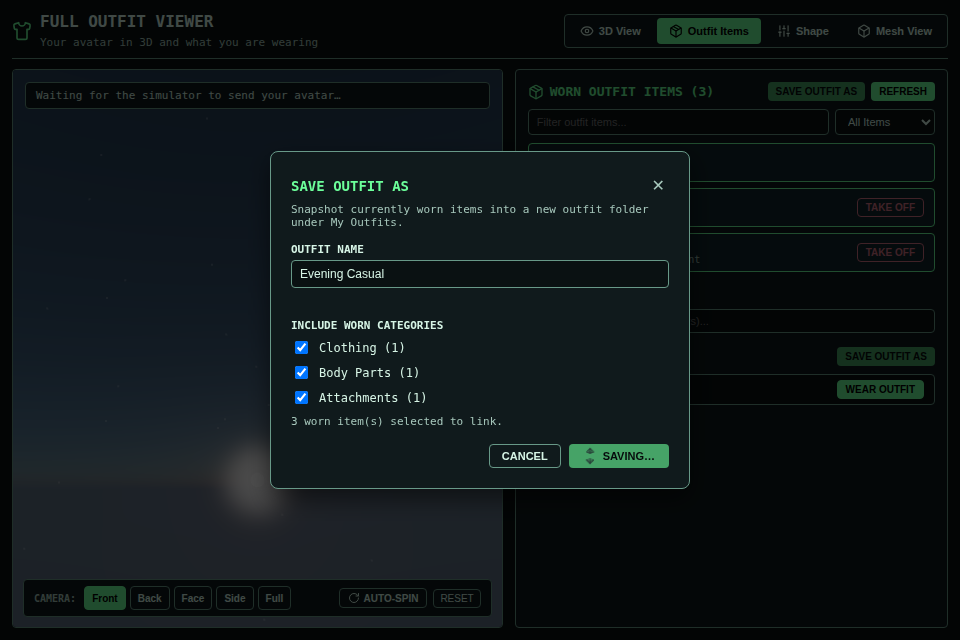 FULL OUTFIT VIEWER
Your avatar in 3D and what you are wearing
3D View
Outfit Items
Shape
Mesh View
Waiting for the simulator to send your avatar…
WORN OUTFIT ITEMS (3)
SAVE OUTFIT AS
REFRESH
Filter outfit items...
All Items
TAKE OFF
TAKE OFF
SAVE OUTFIT AS
WEAR OUTFIT
SAVE OUTFIT AS
×
Snapshot currently worn items into a new outfit folder
under My Outfits.
OUTFIT NAME
Evening Casual
INCLUDE WORN CATEGORIES
Clothing (1)
Body Parts (1)
Attachments (1)
3 worn item(s) selected to link.
CANCEL
SAVING…
CAMERA:
Front
Back
Face
Side
Full
AUTO-SPIN
RESET